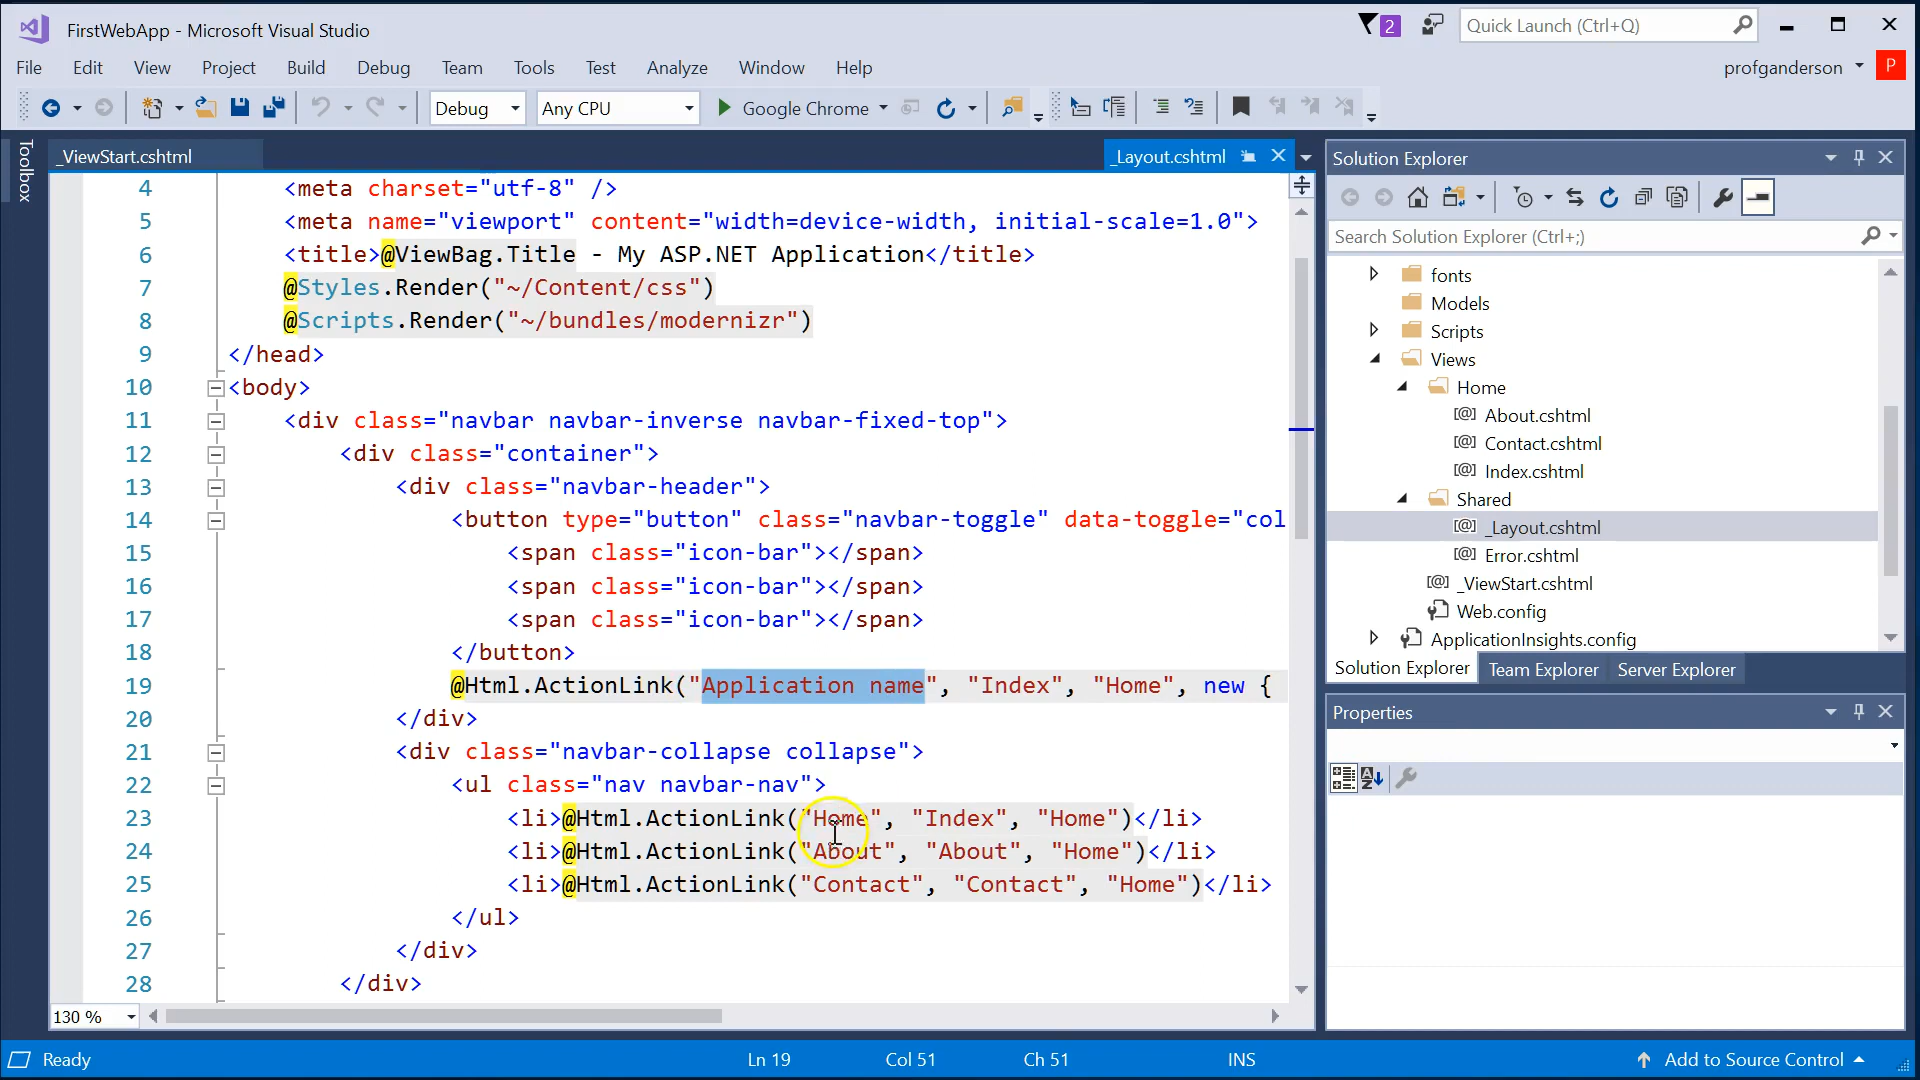 FirstWebApp - Microsoft Visual Studio
2
Quick Launch (Ctrl+Q)
File Edit View Project Build Debug Team Tools Test Analyze Window Help
profganderson
P
Debug
Any CPU
Google Chrome
Toolbox
_ViewStart.cshtml
_Layout.cshtml
4 <meta charset="utf-8" />
5 <meta name="viewport" content="width=device-width, initial-scale=1.0">
6 <title>@ViewBag.Title - My ASP.NET Application</title>
7 @Styles.Render("~/Content/css")
8 @Scripts.Render("~/bundles/modernizr")
9 </head>
10 <body>
11 <div class="navbar navbar-inverse navbar-fixed-top">
12 <div class="container">
13 <div class="navbar-header">
14 <button type="button" class="navbar-toggle" data-toggle="col
15 <span class="icon-bar"></span>
16 <span class="icon-bar"></span>
17 <span class="icon-bar"></span>
18 </button>
19 @Html.ActionLink("Application name", "Index", "Home", new {
20 </div>
21 <div class="navbar-collapse collapse">
22 <ul class="nav navbar-nav">
23 <li>@Html.ActionLink("Home", "Index", "Home")</li>
24 <li>@Html.ActionLink("About", "About", "Home")</li>
25 <li>@Html.ActionLink("Contact", "Contact", "Home")</li>
26 </ul>
27 </div>
28 </div>
130 %
Solution Explorer
Search Solution Explorer (Ctrl+;)
fonts
Models
Scripts
Views
Home
[@] About.cshtml
[@] Contact.cshtml
[@] Index.cshtml
Shared
[@] _Layout.cshtml
[@] Error.cshtml
[@] _ViewStart.cshtml
Web.config
ApplicationInsights.config
Solution Explorer Team Explorer Server Explorer
Properties
Ready
Ln 19
Col 51
Ch 51
INS
Add to Source Control